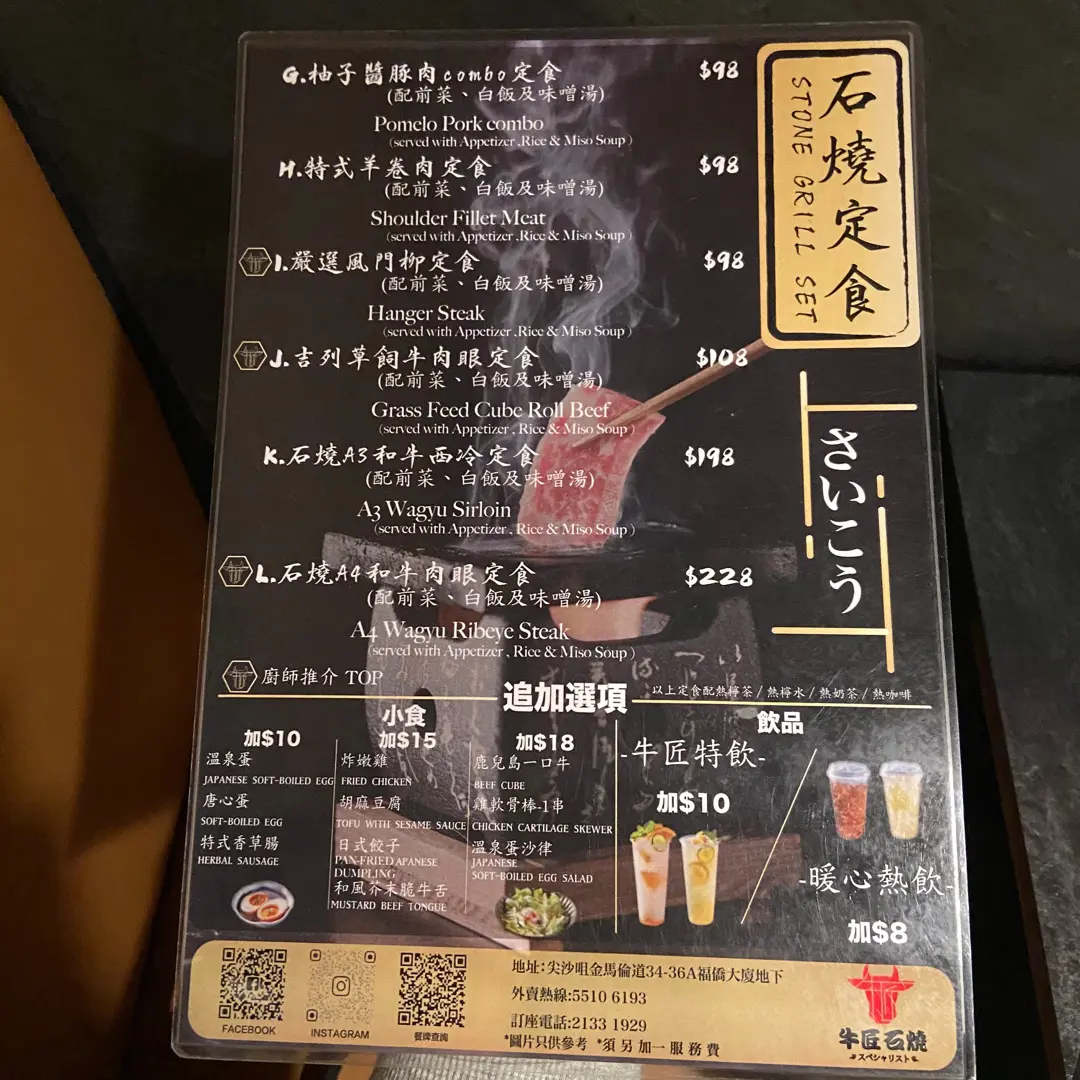 G.柚子醬豚肉combo定食 $98
(配前菜、白飯及味噌湯)
Pomelo Pork combo
(served with Appetizer ,Rice & Miso Soup )
H.特式羊卷肉定食 $98
(配前菜、白飯及味噌湯)
Shoulder Fillet Meat
(served with Appetizer ,Rice & Miso Soup )
I.嚴選風門柳定食 $98
(配前菜、白飯及味噌湯)
Hanger Steak
(served with Appetizer ,Rice & Miso Soup )
J.吉列草飼牛肉眼定食 $108
(配前菜、白飯及味噌湯)
Grass Feed Cube Roll Beef
(served with Appetizer , Rice & Miso Soup )
K.石燒A3和牛西冷定食 $198
(配前菜、白飯及味噌湯)
A3 Wagyu Sirloin
(served with Appetizer , Rice & Miso Soup )
L.石燒A4和牛肉眼定食 $228
(配前菜、白飯及味噌湯)
A4 Wagyu Ribeye Steak
(served with Appetizer , Rice & Miso Soup )
廚師推介 TOP
石燒定食
STONE GRILL SET
さいこう
追加選項
以上定食配熱檸茶 / 熱檸水 / 熱奶茶 / 熱咖啡
小食
加$10
溫泉蛋
JAPANESE SOFT-BOILED EGG
唐心蛋
SOFT-BOILED EGG
特式香草腸
HERBAL SAUSAGE
加$15
炸嫩雞
FRIED CHICKEN
胡麻豆腐
TOFU WITH SESAME SAUCE
日式餃子
PAN-FRIED APANESE
DUMPLING
和風芥末脆牛舌
MUSTARD BEEF TONGUE
加$18
鹿兒島一口牛
BEEF CUBE
雞軟骨棒-1串
CHICKEN CARTILAGE SKEWER
溫泉蛋沙律
JAPANESE
SOFT-BOILED EGG SALAD
飲品
-牛匠特飲-
加$10
-暖心熱飲-
加$8
FACEBOOK
INSTAGRAM
餐牌查詢
地址:尖沙咀金馬倫道34-36A福僑大廈地下
外賣熱線:5510 6193
訂座電話:2133 1929
*圖片只供參考 *須另加一服務費
牛匠石燒
スペシャリスト